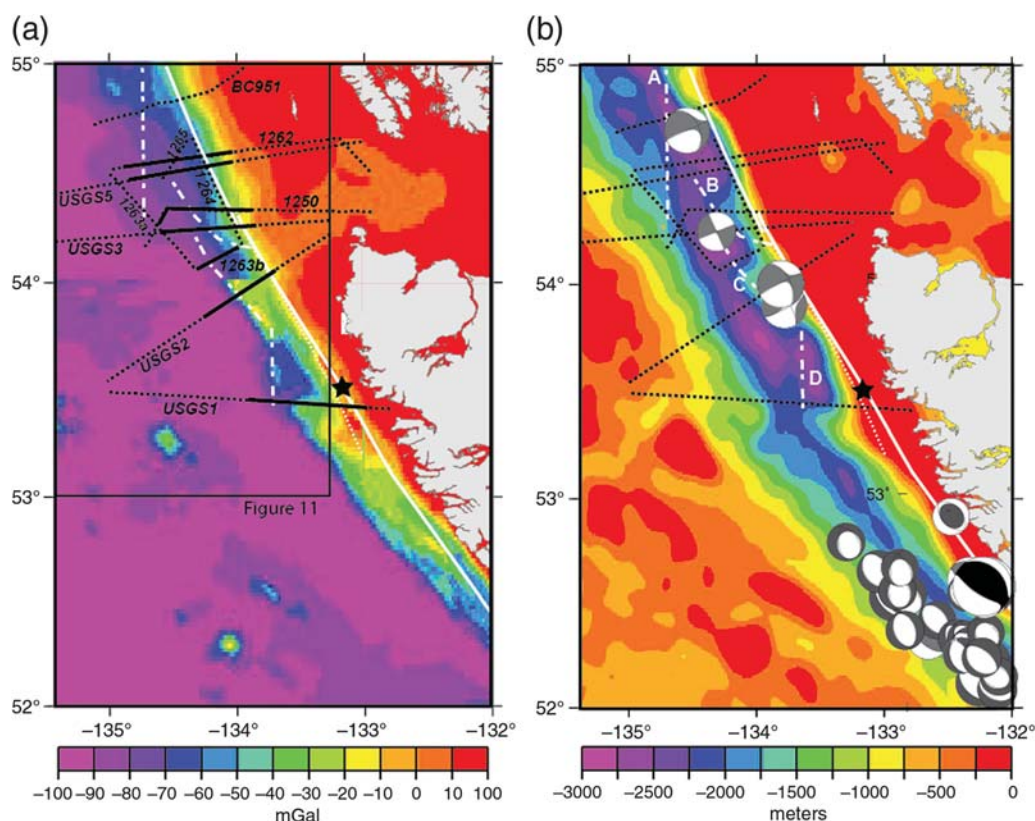 (a)
55°
54°
53°
52°
−135°
−134°
−133°
−132°
BC951
1262
1265
1264
USGS5
1263a
1250
USGS3
1263b
USGS2
USGS1
Figure 11
−100 −90 −80 −70 −60 −50 −40 −30 −20 −10 0 10 100
mGal
(b)
55°
54°
53°
52°
−135°
−134°
−133°
−132°
A
B
C
D
53°
−3000 −2500 −2000 −1500 −1000 −500 0
meters